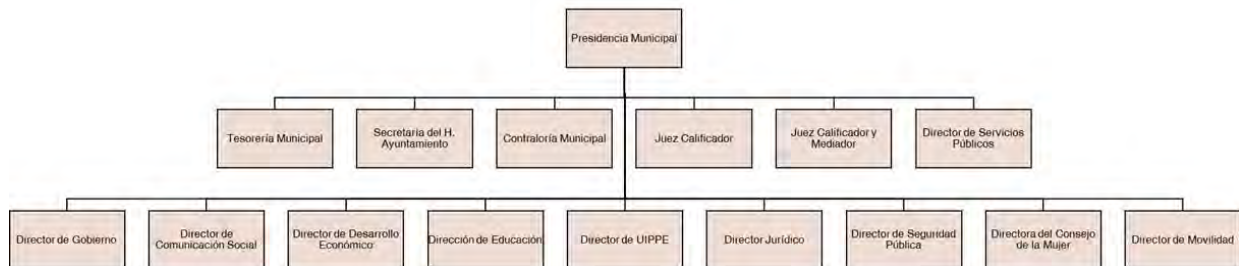 Presidencia Municipal
Tesorería Municipal
Secretaria del H.
Ayuntamiento
Contraloría Municipal
Juez Calificador
Juez Calificador y
Mediador
Director de Servicios
Públicos
Director de Gobierno
Director de
Comunicación Social
Director de Desarrollo
Económico
Dirección de Educación
Director de UIPPE
Director Jurídico
Director de Seguridad
Pública
Directora del Consejo
de la Mujer
Director de Movilidad